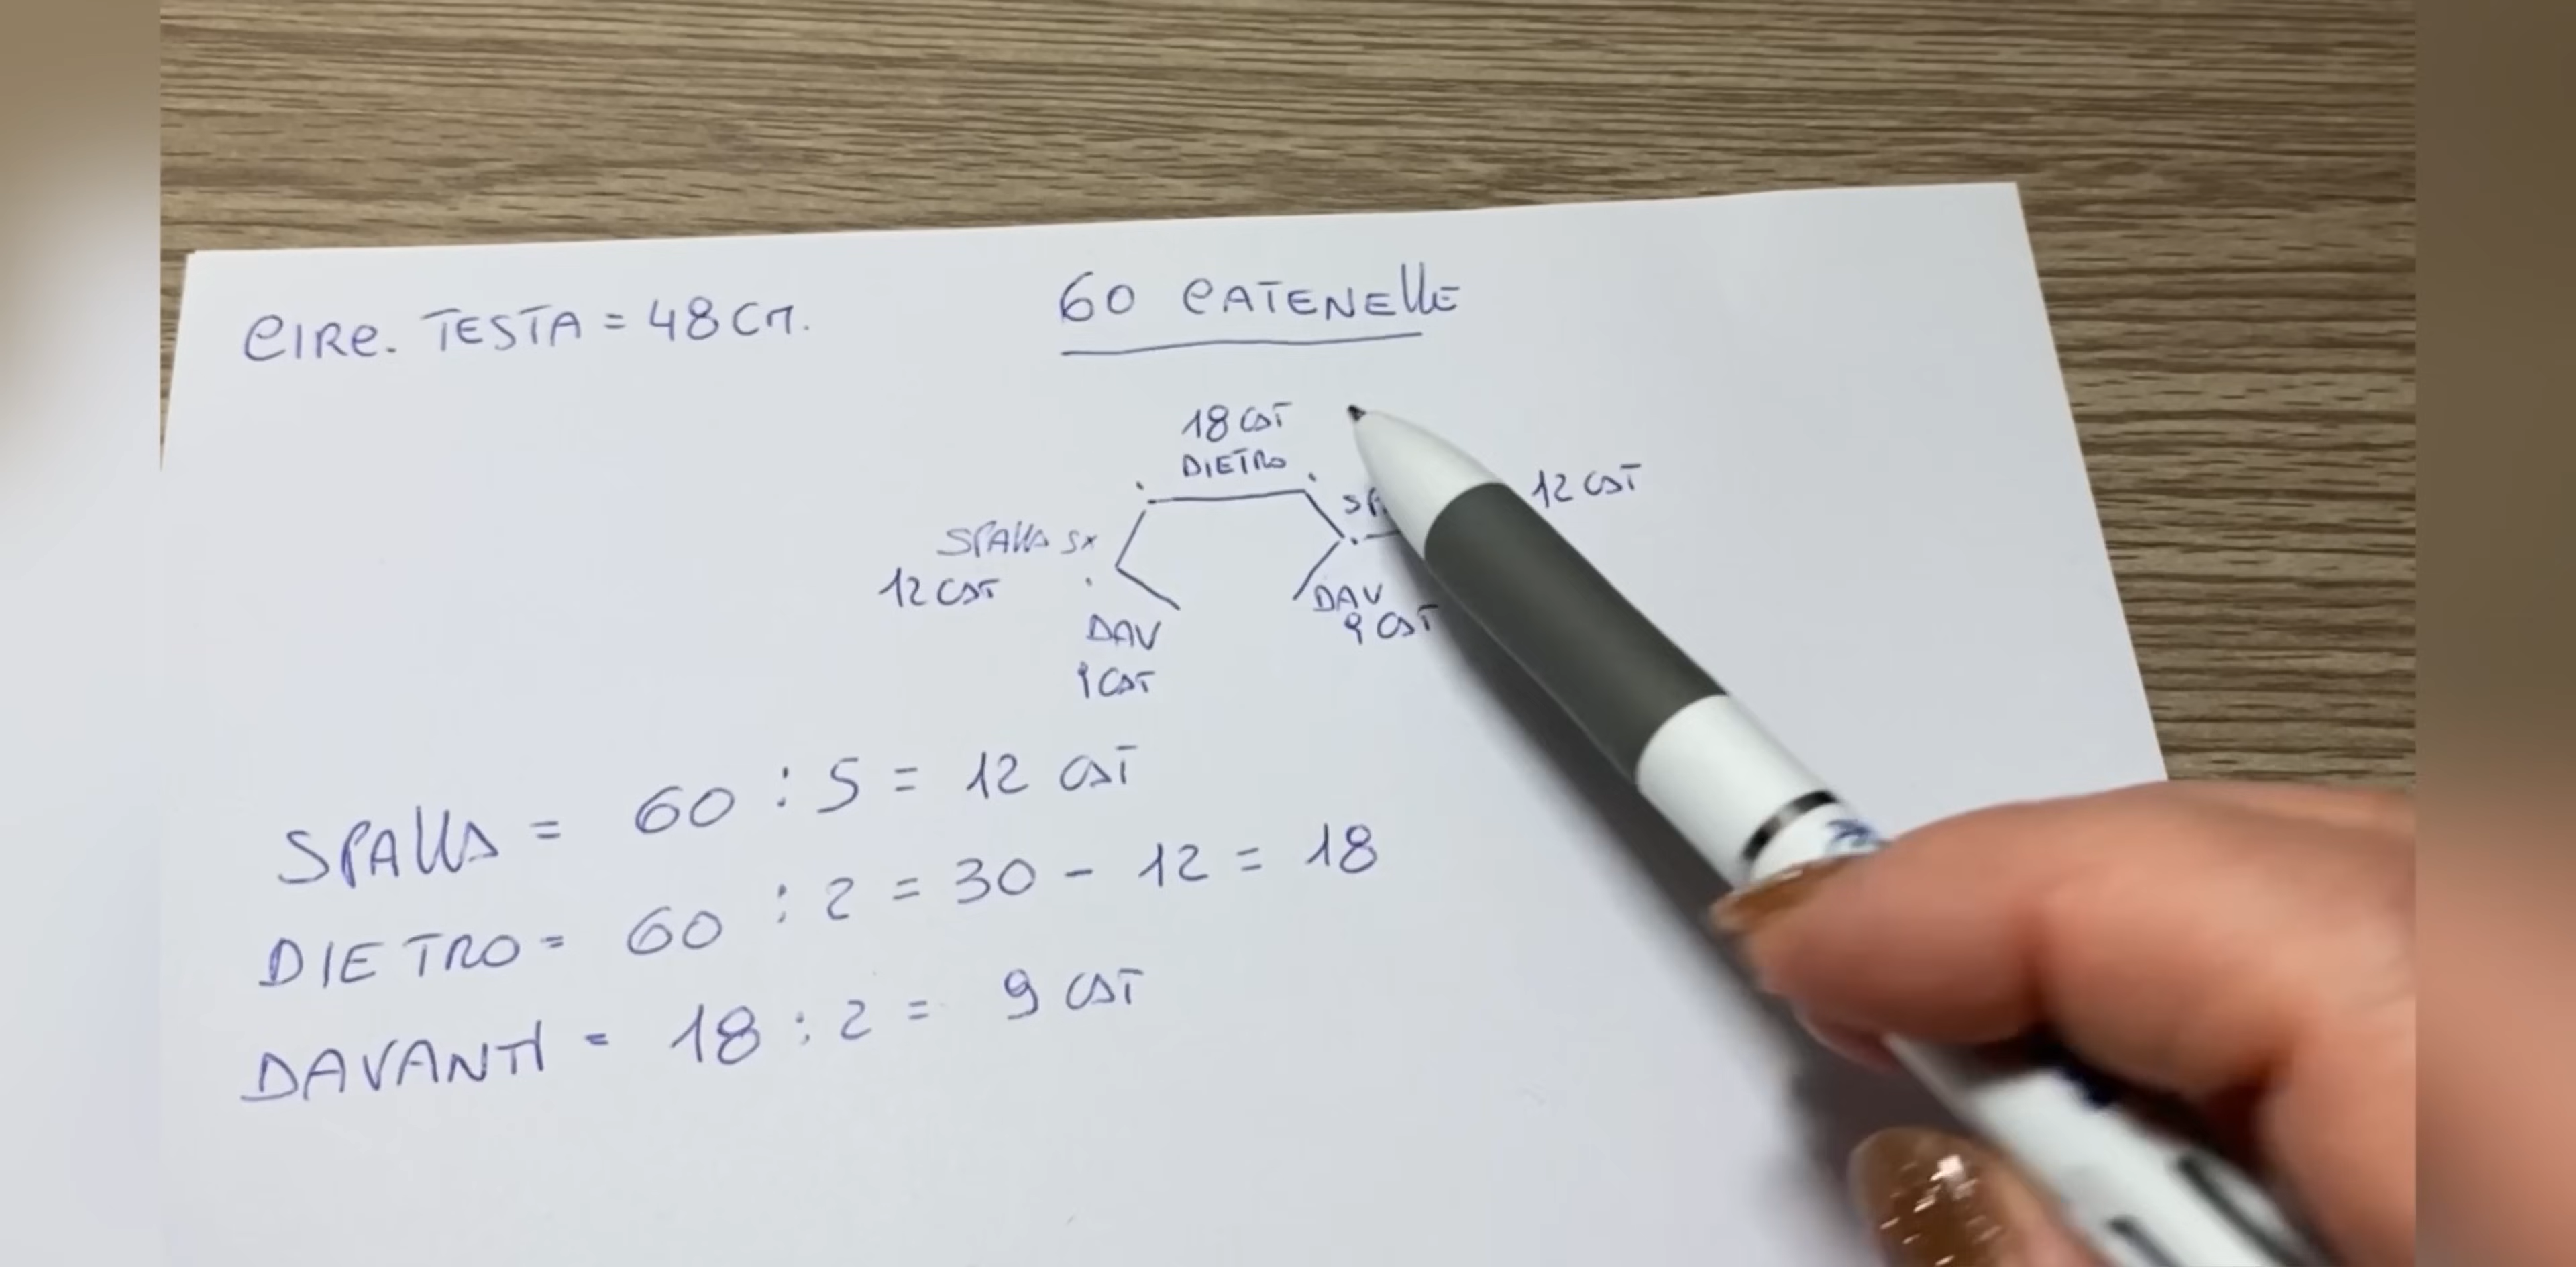 CIRC. TESTA = 48 CM.
60 CATENELLE
18 CAT
DIETRO
12 CAT
SPALLA SX
12 CAT
DAV
9 CAT
DAV
9 CAT
SPALLA = 60 : 5 = 12 CAT
DIETRO = 60 : 2 = 30 - 12 = 18
DAVANTI = 18 : 2 = 9 CAT